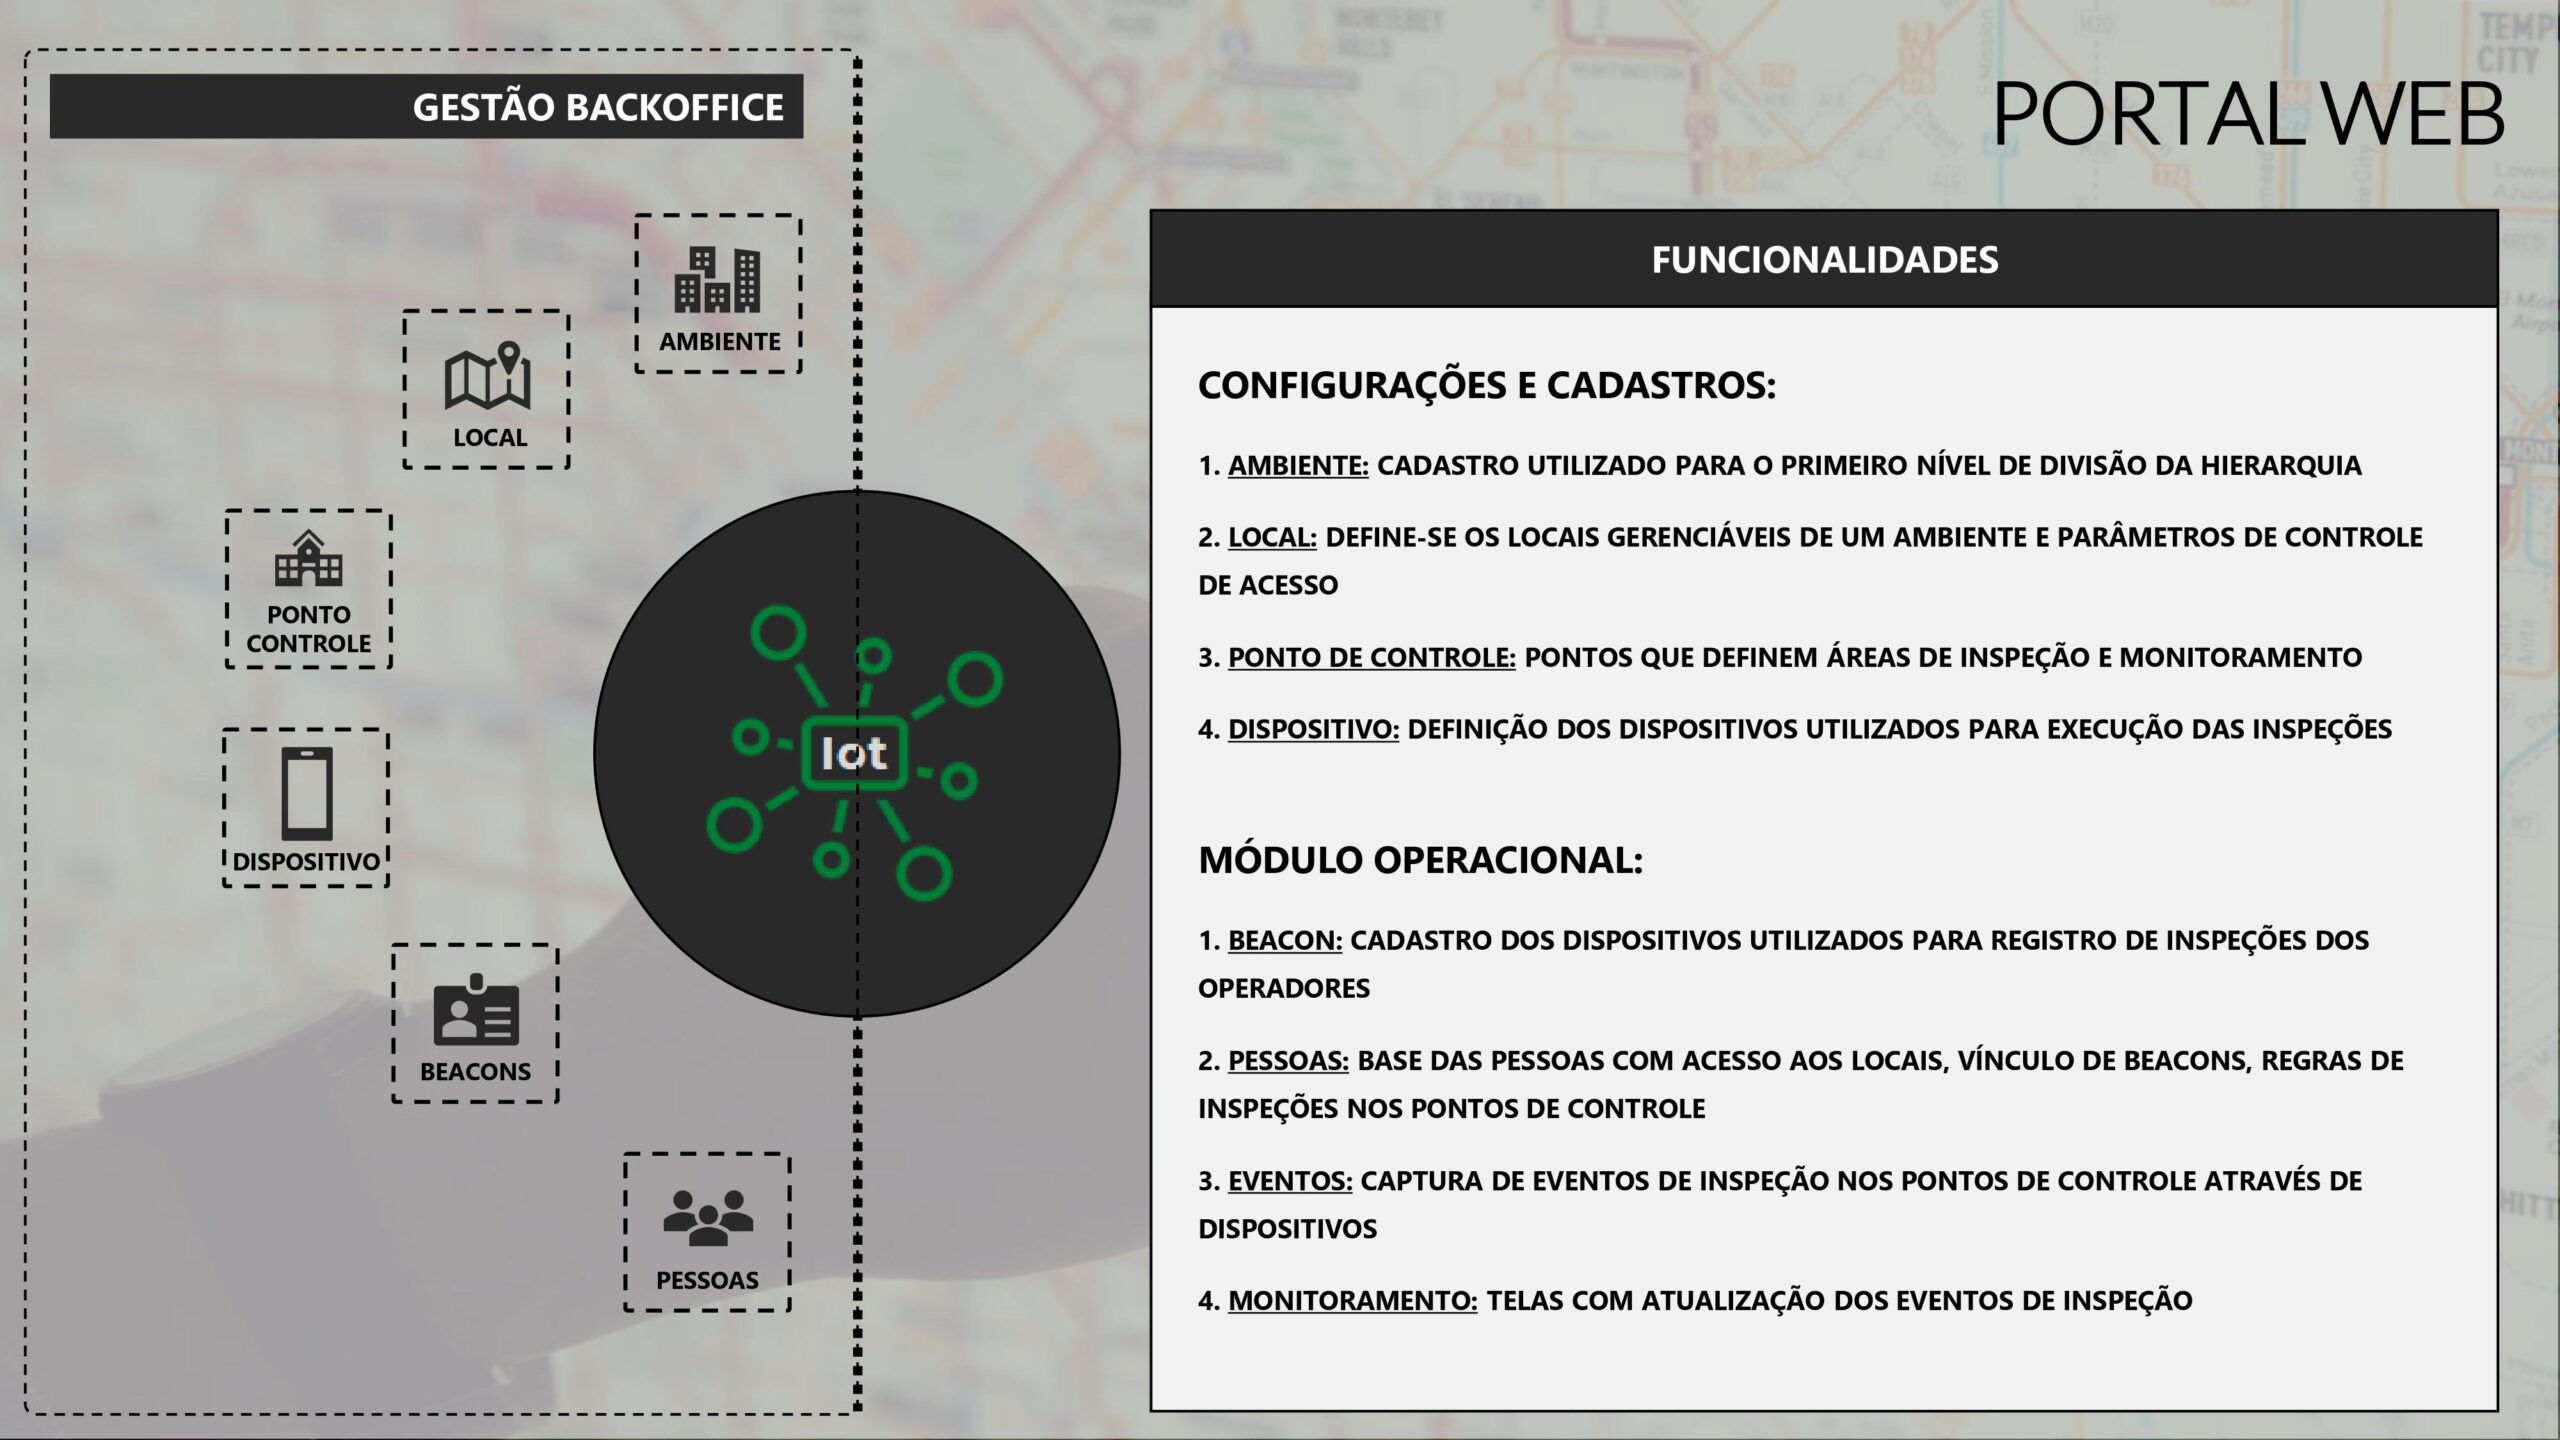 GESTÃO BACKOFFICE
PORTAL WEB
AMBIENTE
LOCAL
PONTO
CONTROLE
DISPOSITIVO
BEACONS
PESSOAS
Iot
FUNCIONALIDADES
CONFIGURAÇÕES E CADASTROS:
1. AMBIENTE: CADASTRO UTILIZADO PARA O PRIMEIRO NÍVEL DE DIVISÃO DA HIERARQUIA
2. LOCAL: DEFINE-SE OS LOCAIS GERENCIÁVEIS DE UM AMBIENTE E PARÂMETROS DE CONTROLE
DE ACESSO
3. PONTO DE CONTROLE: PONTOS QUE DEFINEM ÁREAS DE INSPEÇÃO E MONITORAMENTO
4. DISPOSITIVO: DEFINIÇÃO DOS DISPOSITIVOS UTILIZADOS PARA EXECUÇÃO DAS INSPEÇÕES
MÓDULO OPERACIONAL:
1. BEACON: CADASTRO DOS DISPOSITIVOS UTILIZADOS PARA REGISTRO DE INSPEÇÕES DOS
OPERADORES
2. PESSOAS: BASE DAS PESSOAS COM ACESSO AOS LOCAIS, VÍNCULO DE BEACONS, REGRAS DE
INSPEÇÕES NOS PONTOS DE CONTROLE
3. EVENTOS: CAPTURA DE EVENTOS DE INSPEÇÃO NOS PONTOS DE CONTROLE ATRAVÉS DE
DISPOSITIVOS
4. MONITORAMENTO: TELAS COM ATUALIZAÇÃO DOS EVENTOS DE INSPEÇÃO
MONTEREY
HILLS
HUNTINGTON
CITY